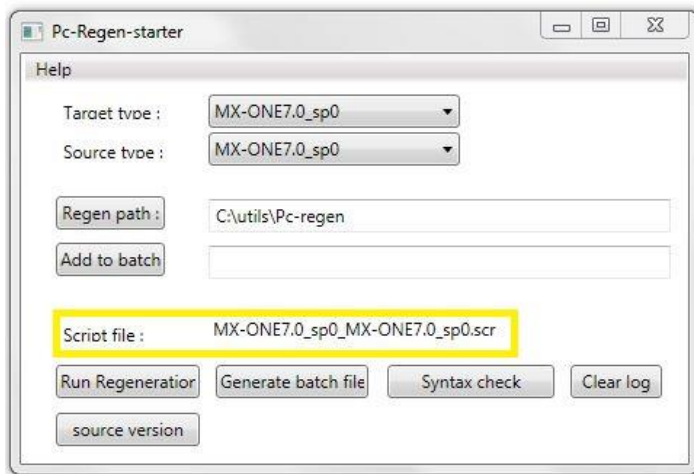 Pc-Regen-starter
Help
Target type :
MX-ONE7.0_sp0
Source type :
MX-ONE7.0_sp0
Regen path :
C:\utils\Pc-regen
Add to batch
Script file :
MX-ONE7.0_sp0_MX-ONE7.0_sp0.scr
Run Regeneration
Generate batch file
Syntax check
Clear log
source version